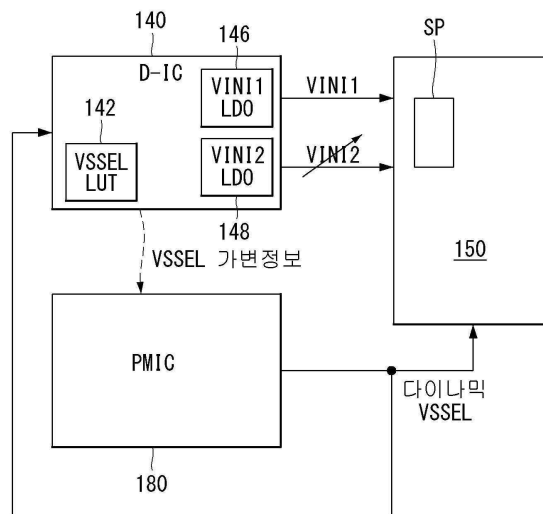 140
146
SP
D-IC
142
VINI1
LDO
VINI1
VSSEL
LUT
VINI2
LDO
VINI2
148
VSSEL 가변정보
150
PMIC
다이나믹
VSSEL
180